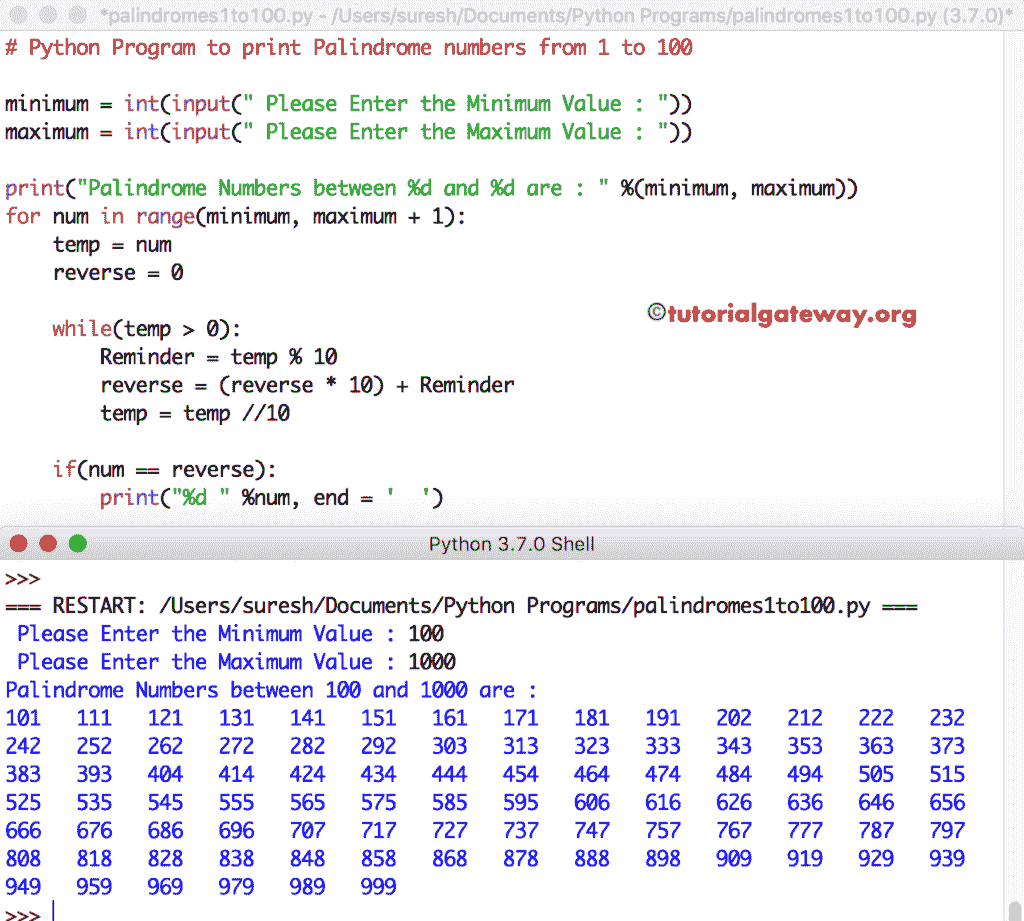 *palindromes1to100.py - /Users/suresh/Documents/Python Programs/palindromes1to100.py (3.7.0)*
# Python Program to print Palindrome numbers from 1 to 100
minimum = int(input(" Please Enter the Minimum Value : "))
maximum = int(input(" Please Enter the Maximum Value : "))
print("Palindrome Numbers between %d and %d are : " %(minimum, maximum))
for num in range(minimum, maximum + 1):
    temp = num
    reverse = 0
©tutorialgateway.org
    while(temp > 0):
        Reminder = temp % 10
        reverse = (reverse * 10) + Reminder
        temp = temp //10
    if(num == reverse):
        print("%d " %num, end = '  ')
Python 3.7.0 Shell
>>>
=== RESTART: /Users/suresh/Documents/Python Programs/palindromes1to100.py ===
 Please Enter the Minimum Value : 100
 Please Enter the Maximum Value : 1000
Palindrome Numbers between 100 and 1000 are :
101   111   121   131   141   151   161   171   181   191   202   212   222   232
242   252   262   272   282   292   303   313   323   333   343   353   363   373
383   393   404   414   424   434   444   454   464   474   484   494   505   515
525   535   545   555   565   575   585   595   606   616   626   636   646   656
666   676   686   696   707   717   727   737   747   757   767   777   787   797
808   818   828   838   848   858   868   878   888   898   909   919   929   939
949   959   969   979   989   999
>>>